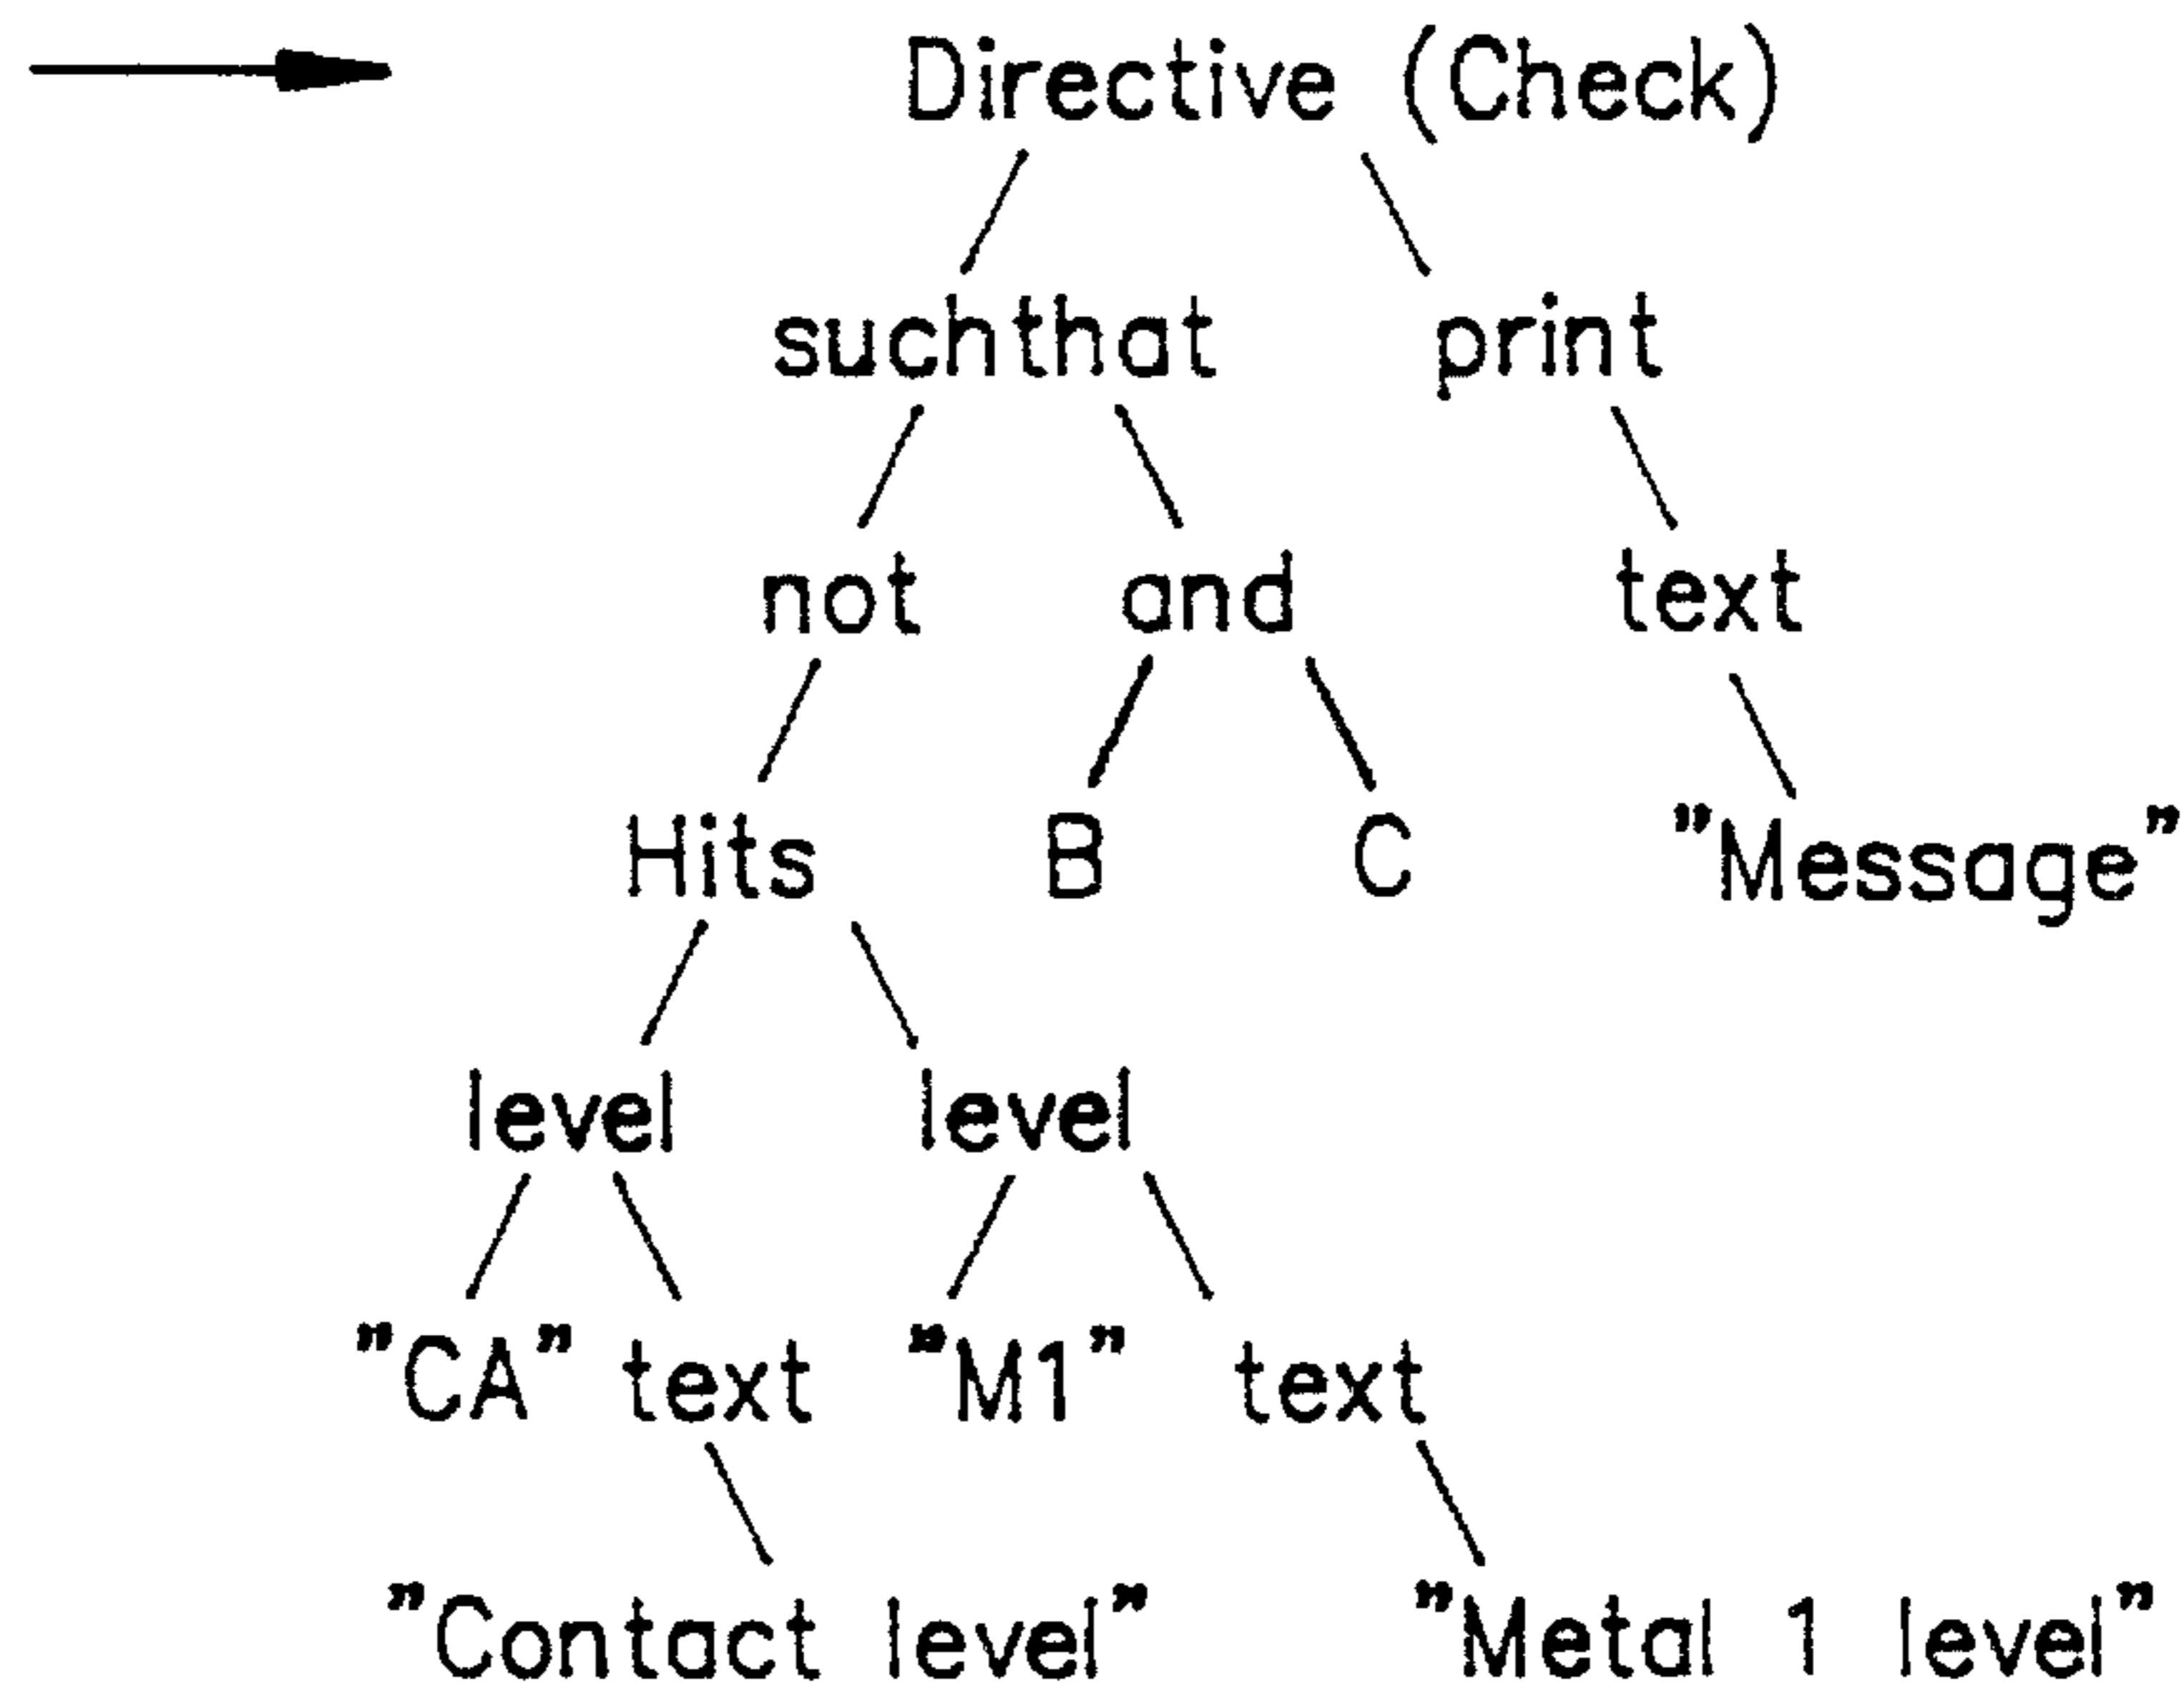 Directive (Check)
suchthat print
not and text
Hits B C "Message"
level level
"CA" text "M1" text
"Contact level" "Metal 1 level"